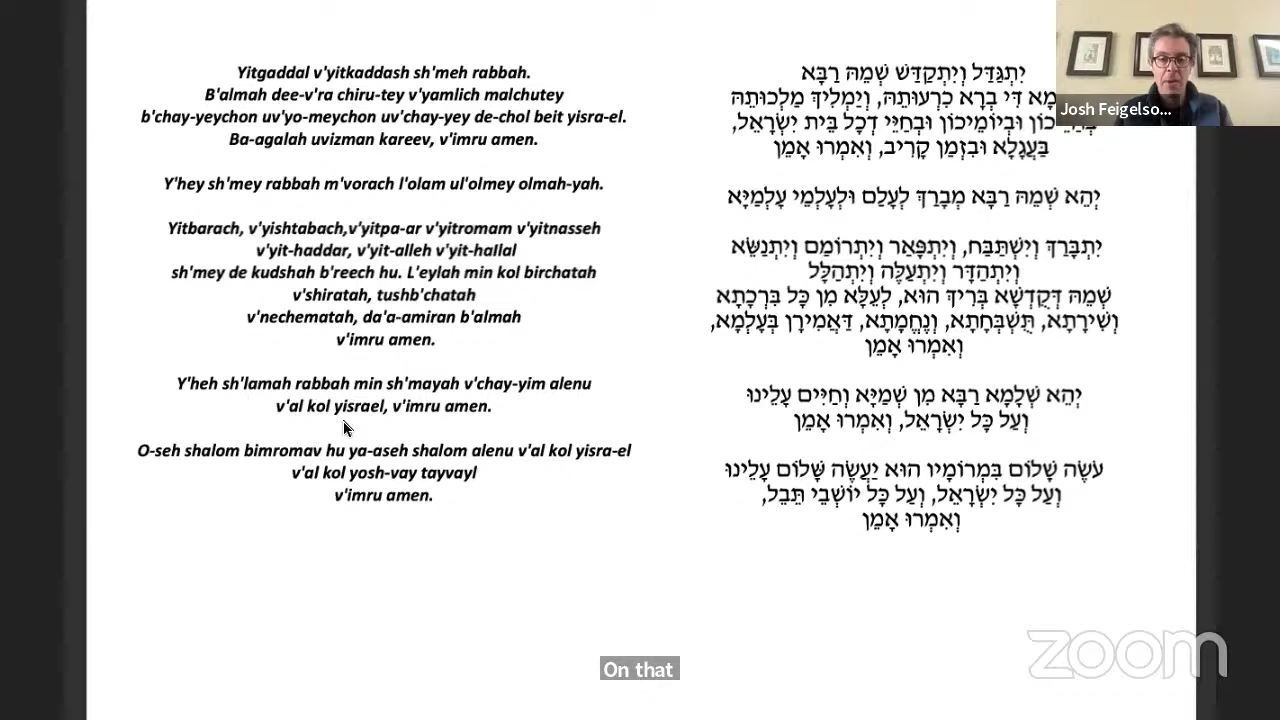 Yitgaddal v'yitkaddash sh'meh rabbah.
B'almah dee-v'ra chiru-tey v'yamlich malchutey
b'chay-yeychon uv'yo-meychon uv'chay-yey de-chol beit yisra-el.
Ba-agalah uvizman kareev, v'imru amen.
Y'hey sh'mey rabbah m'vorach l'olam ul'olmey olmah-yah.
Yitbarach, v'yishtabach,v'yitpa-ar v'yitromam v'yitnasseh
v'yit-haddar, v'yit-alleh v'yit-hallal
sh'mey de kudshah b'reech hu. L'eylah min kol birchatah
v'shiratah, tushb'chatah
v'nechematah, da'a-amiran b'almah
v'imru amen.
Y'heh sh'lamah rabbah min sh'mayah v'chay-yim alenu
v'al kol yisrael, v'imru amen.
O-seh shalom bimromav hu ya-aseh shalom alenu v'al kol yisra-el
v'al kol yosh-vay tayvayl
v'imru amen.
יִתְגַּדַּל וְיִתְקַדַּשׁ שְׁמֵהּ רַבָּא
דִּי בְרָא כִרְעוּתֵהּ, וְיַמְלִיךְ מַלְכוּתֵהּ
וּבְיוֹמֵיכוֹן וּבְחַיֵּי דְכָל בֵּית יִשְׂרָאֵל,
בַּעֲגָלָא וּבִזְמַן קָרִיב, וְאִמְרוּ אָמֵן
יְהֵא שְׁמֵהּ רַבָּא מְבָרַךְ לְעָלַם וּלְעָלְמֵי עָלְמַיָּא
יִתְבָּרַךְ וְיִשְׁתַּבַּח, וְיִתְפָּאַר וְיִתְרוֹמַם וְיִתְנַשֵּׂא
וְיִתְהַדָּר וְיִתְעַלֶּה וְיִתְהַלָּל
שְׁמֵהּ דְּקֻדְשָׁא בְּרִיךְ הוּא, לְעֵלָּא מִן כָּל בִּרְכָתָא
וְשִׁירָתָא, תֻּשְׁבְּחָתָא, וְנֶחֱמָתָא, דַּאֲמִירָן בְּעָלְמָא,
וְאִמְרוּ אָמֵן
יְהֵא שְׁלָמָא רַבָּא מִן שְׁמַיָּא וְחַיִּים עָלֵינוּ
וְעַל כָּל יִשְׂרָאֵל, וְאִמְרוּ אָמֵן
עֹשֶׂה שָׁלוֹם בִּמְרוֹמָיו הוּא יַעֲשֶׂה שָׁלוֹם עָלֵינוּ
וְעַל כָּל יִשְׂרָאֵל, וְעַל כָּל יוֹשְׁבֵי תֵּבֵל,
וְאִמְרוּ אָמֵן
Josh Feigelso...
On that
zoom